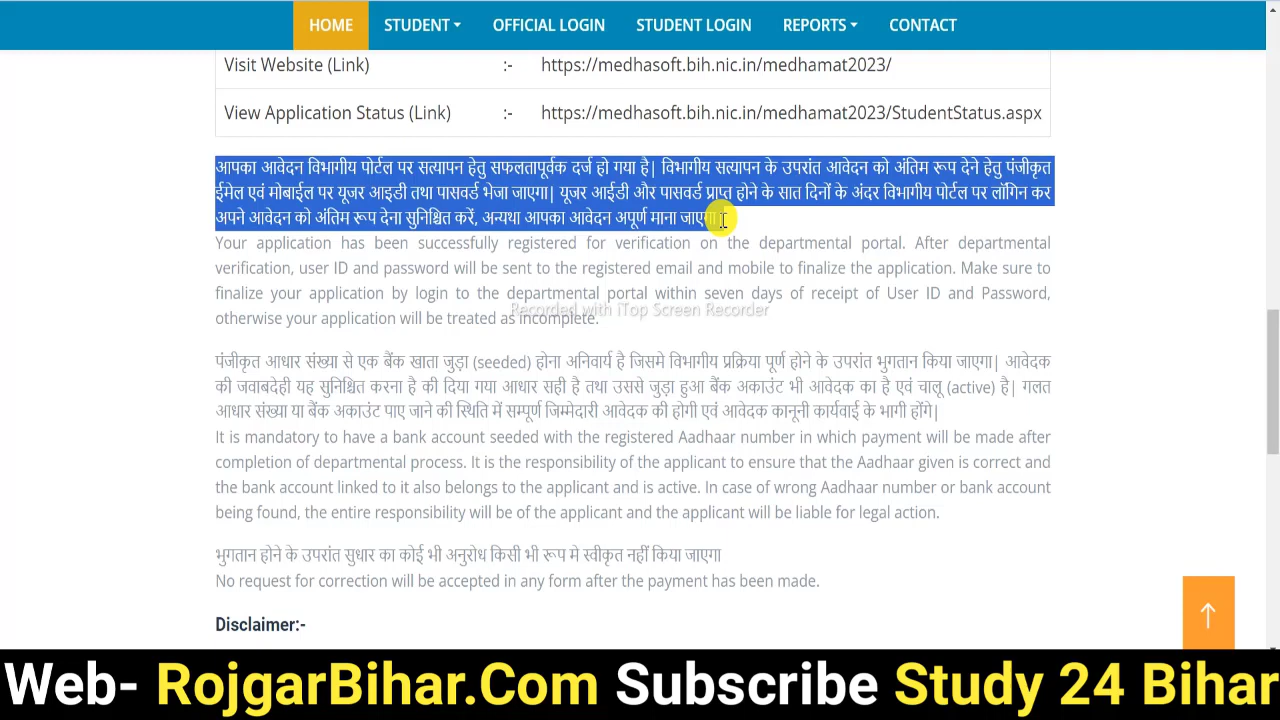 HOME STUDENT OFFICIAL LOGIN STUDENT LOGIN REPORTS CONTACT
Visit Website (Link) :- https://medhasoft.bih.nic.in/medhamat2023/
View Application Status (Link) :- https://medhasoft.bih.nic.in/medhamat2023/StudentStatus.aspx
आपका आवेदन विभागीय पोर्टल पर सत्यापन हेतु सफलतापूर्वक दर्ज हो गया है| विभागीय सत्यापन के उपरांत आवेदन को अंतिम रूप देने हेतु पंजीकृत
ईमेल एवं मोबाईल पर यूजर आइडी तथा पासवर्ड भेजा जाएगा| यूजर आईडी और पासवर्ड प्राप्त होने के सात दिनों के अंदर विभागीय पोर्टल पर लॉगिन कर
अपने आवेदन को अंतिम रूप देना सुनिश्चित करें, अन्यथा आपका आवेदन अपूर्ण माना जाएगा
Your application has been successfully registered for verification on the departmental portal. After departmental
verification, user ID and password will be sent to the registered email and mobile to finalize the application. Make sure to
finalize your application by login to the departmental portal within seven days of receipt of User ID and Password,
otherwise your application will be treated as incomplete.
Recorded with iTop Screen Recorder
पंजीकृत आधार संख्या से एक बैंक खाता जुड़ा (seeded) होना अनिवार्य है जिसमे विभागीय प्रक्रिया पूर्ण होने के उपरांत भुगतान किया जाएगा| आवेदक
की जवाबदेही यह सुनिश्चित करना है की दिया गया आधार सही है तथा उससे जुड़ा हुआ बैंक अकाउंट भी आवेदक का है एवं चालू (active) है| गलत
आधार संख्या या बैंक अकाउंट पाए जाने की स्थिति में सम्पूर्ण जिम्मेदारी आवेदक की होगी एवं आवेदक कानूनी कार्यवाई के भागी होंगे|
It is mandatory to have a bank account seeded with the registered Aadhaar number in which payment will be made after
completion of departmental process. It is the responsibility of the applicant to ensure that the Aadhaar given is correct and
the bank account linked to it also belongs to the applicant and is active. In case of wrong Aadhaar number or bank account
being found, the entire responsibility will be of the applicant and the applicant will be liable for legal action.
भुगतान होने के उपरांत सुधार का कोई भी अनुरोध किसी भी रूप मे स्वीकृत नहीं किया जाएगा
No request for correction will be accepted in any form after the payment has been made.
Disclaimer:-
Web- RojgarBihar.Com Subscribe Study 24 Bihar